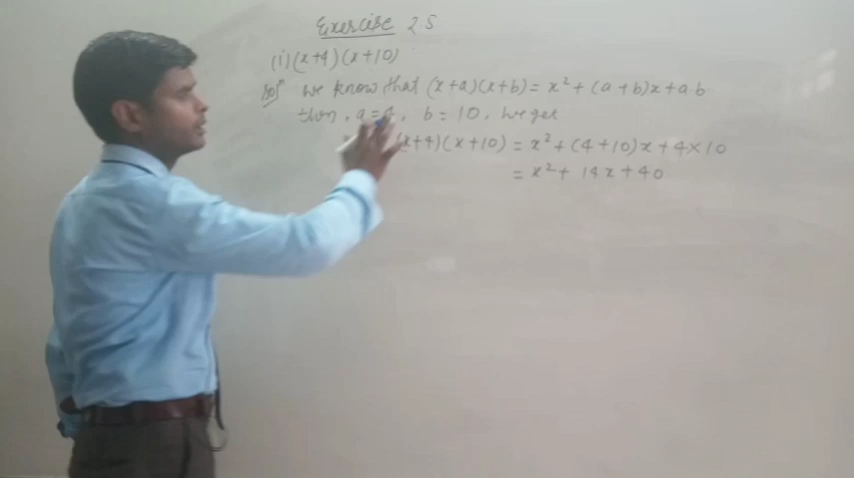 Exercise 2.5
(i) (x+4) (x+10)
Solⁿ we know that (x+a)(x+b) = x² + (a+b)x + a.b
then, a=4, b=10, we get
(x+4)(x+10) = x² + (4+10)x + 4×10
= x² + 14x + 40